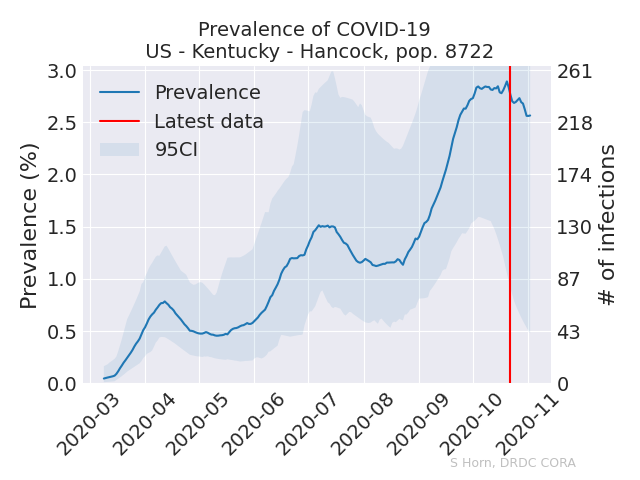 Prevalence of COVID-19
US - Kentucky - Hancock, pop. 8722
Prevalence
Latest data
95CI
Prevalence (%)
3.0
2.5
2.0
1.5
1.0
0.5
0.0
261
218
174
130
87
43
0
# of infections
2020-03
2020-04
2020-05
2020-06
2020-07
2020-08
2020-09
2020-10
2020-11
S Horn, DRDC CORA